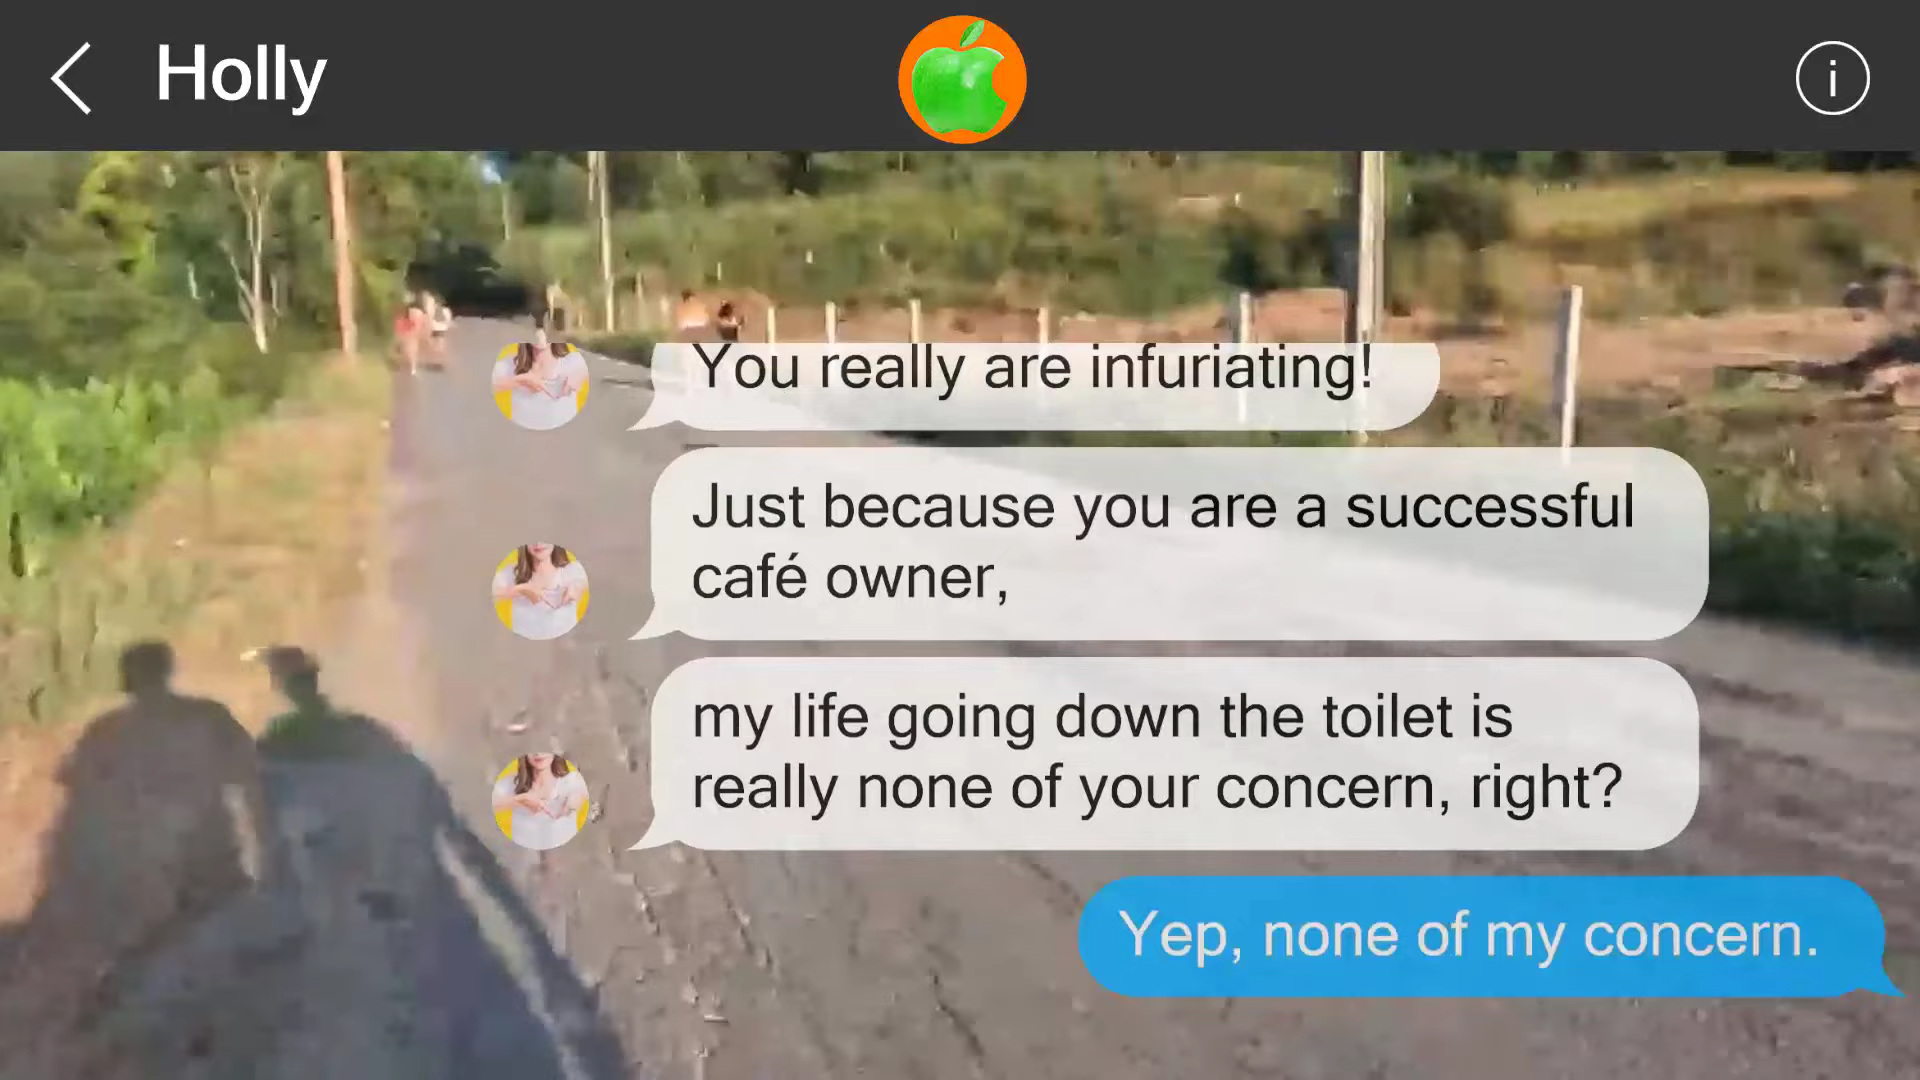 Holly
You really are infuriating!
Just because you are a successful
café owner,
my life going down the toilet is
really none of your concern, right?
Yep, none of my concern.